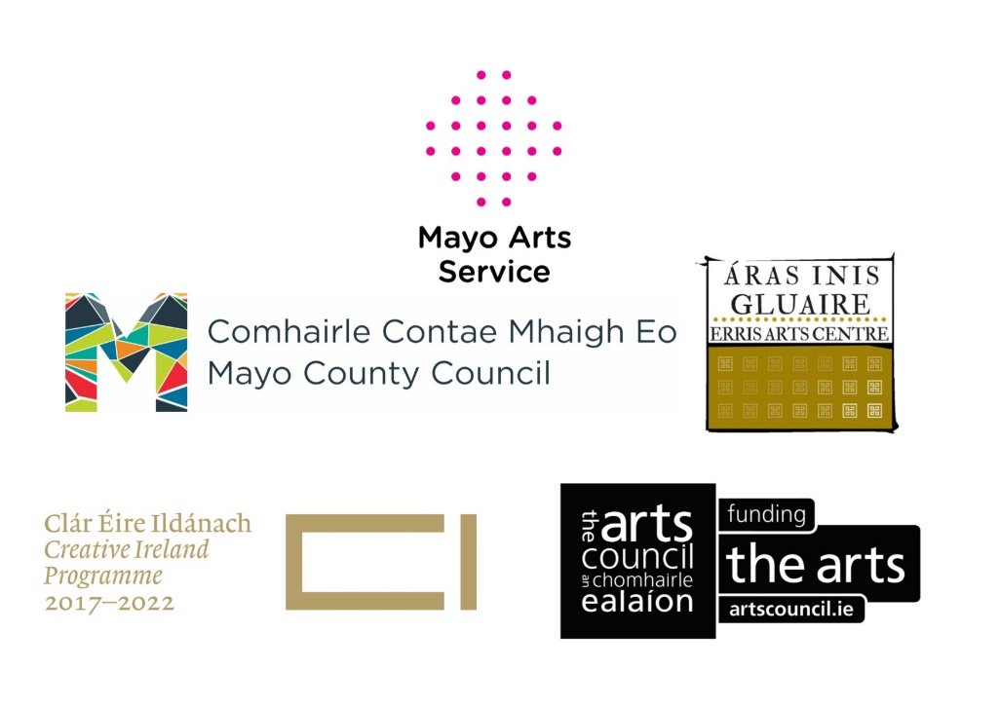 Mayo Arts
Service
Comhairle Contae Mhaigh Eo
Mayo County Council
ÁRAS INIS
GLUAIRE
ERRIS ARTS CENTRE
Clár Éire Ildánach
Creative Ireland
Programme
2017–2022
the arts
council
an chomhairle
ealaíon
funding
the arts
artscouncil.ie